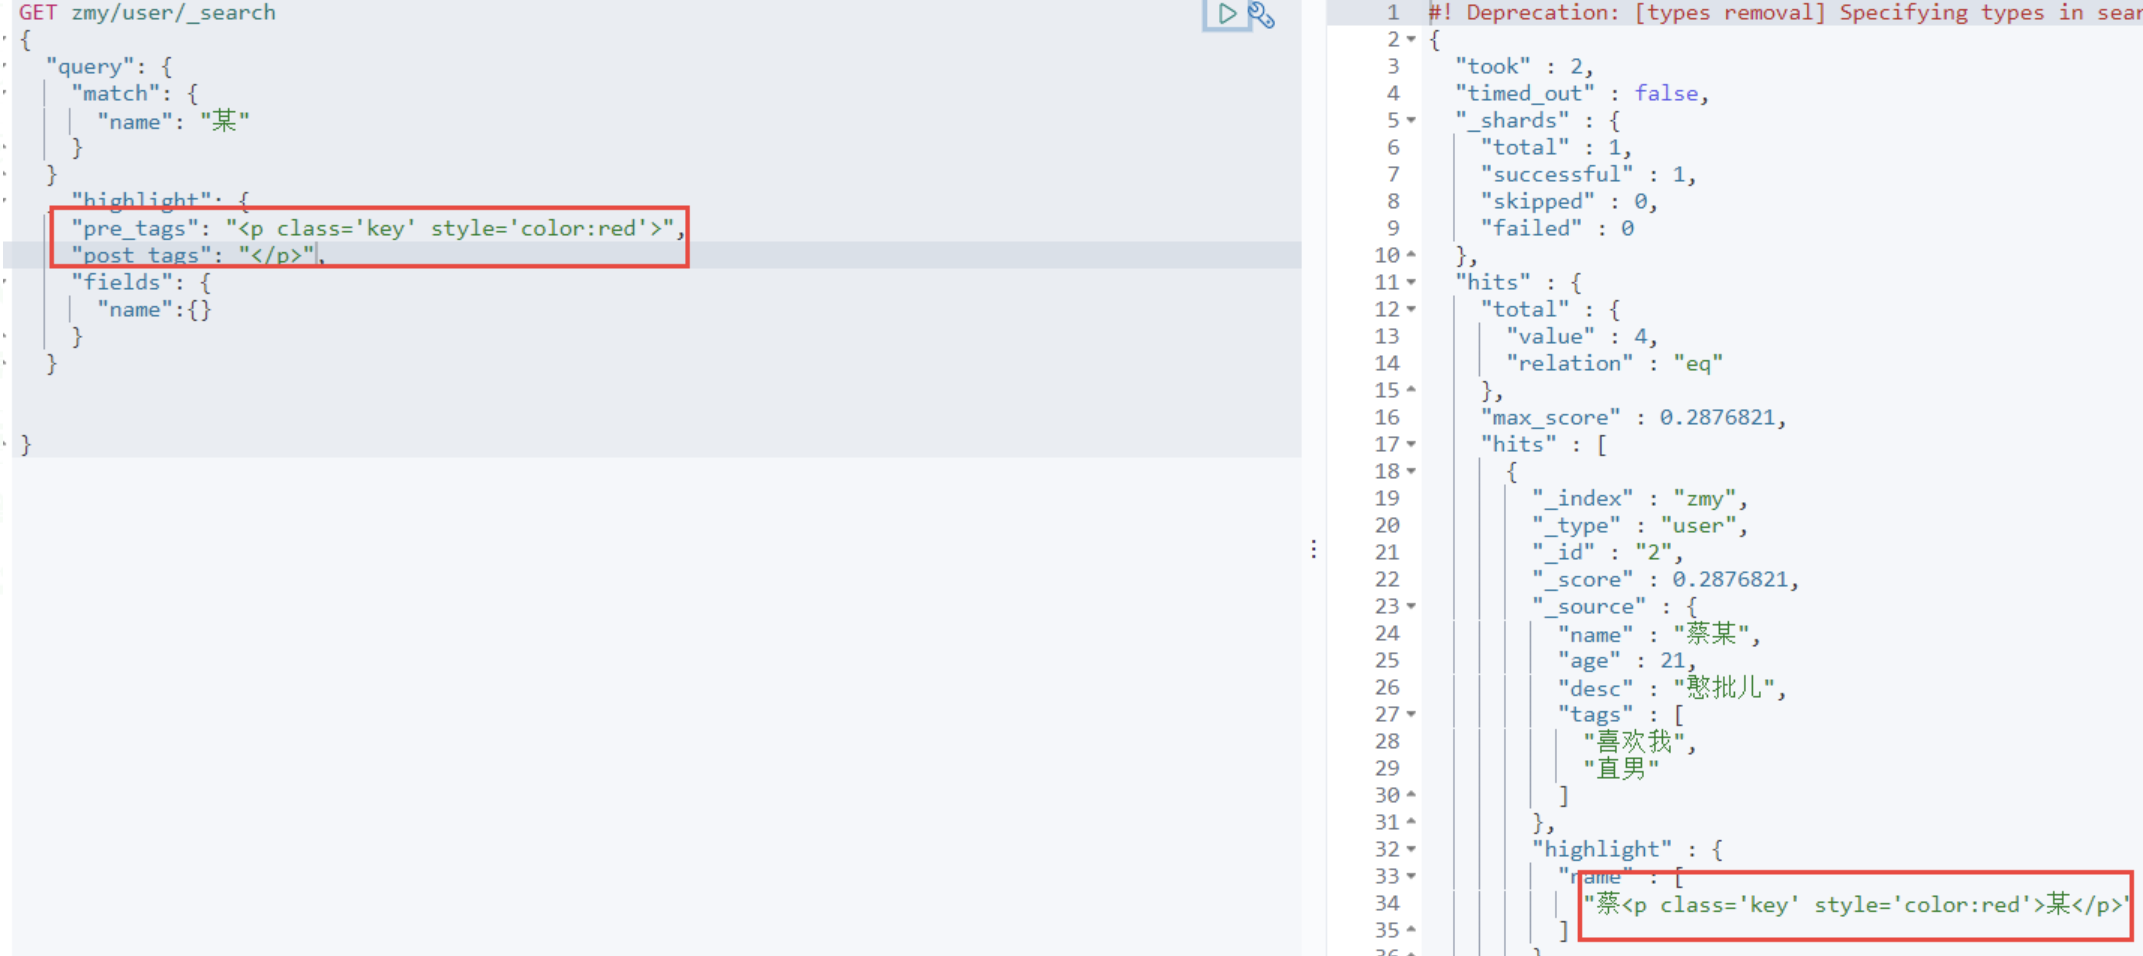 GET zmy/user/_search
{
"query": {
"match": {
"name": "某"
}
}
"highlight": {
"pre_tags": "<p class='key' style='color:red'>",
"post_tags": "</p>",
"fields": {
"name":{}
}
}
}
1 #! Deprecation: [types removal] Specifying types in sear
2 {
3 "took" : 2,
4 "timed_out" : false,
5 "_shards" : {
6 "total" : 1,
7 "successful" : 1,
8 "skipped" : 0,
9 "failed" : 0
10 },
11 "hits" : {
12 "total" : {
13 "value" : 4,
14 "relation" : "eq"
15 },
16 "max_score" : 0.2876821,
17 "hits" : [
18 {
19 "_index" : "zmy",
20 "_type" : "user",
21 "_id" : "2",
22 "_score" : 0.2876821,
23 "_source" : {
24 "name" : "蔡某",
25 "age" : 21,
26 "desc" : "憨批儿",
27 "tags" : [
28 "喜欢我",
29 "直男"
30 ]
31 },
32 "highlight" : {
33 "name" : [
34 "蔡<p class='key' style='color:red'>某</p>"
35 ]
36 }